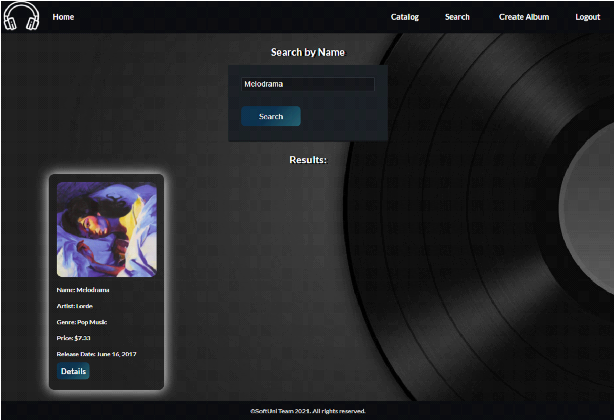 Home Catalog Search Create Album Logout
Search by Name
Melodrama
Search
Results:
Name: Melodrama
Artist: Lorde
Genre: Pop Music
Price: $7.33
Release Date: June 16, 2017
Details
©SoftUni Team 2021. All rights reserved.